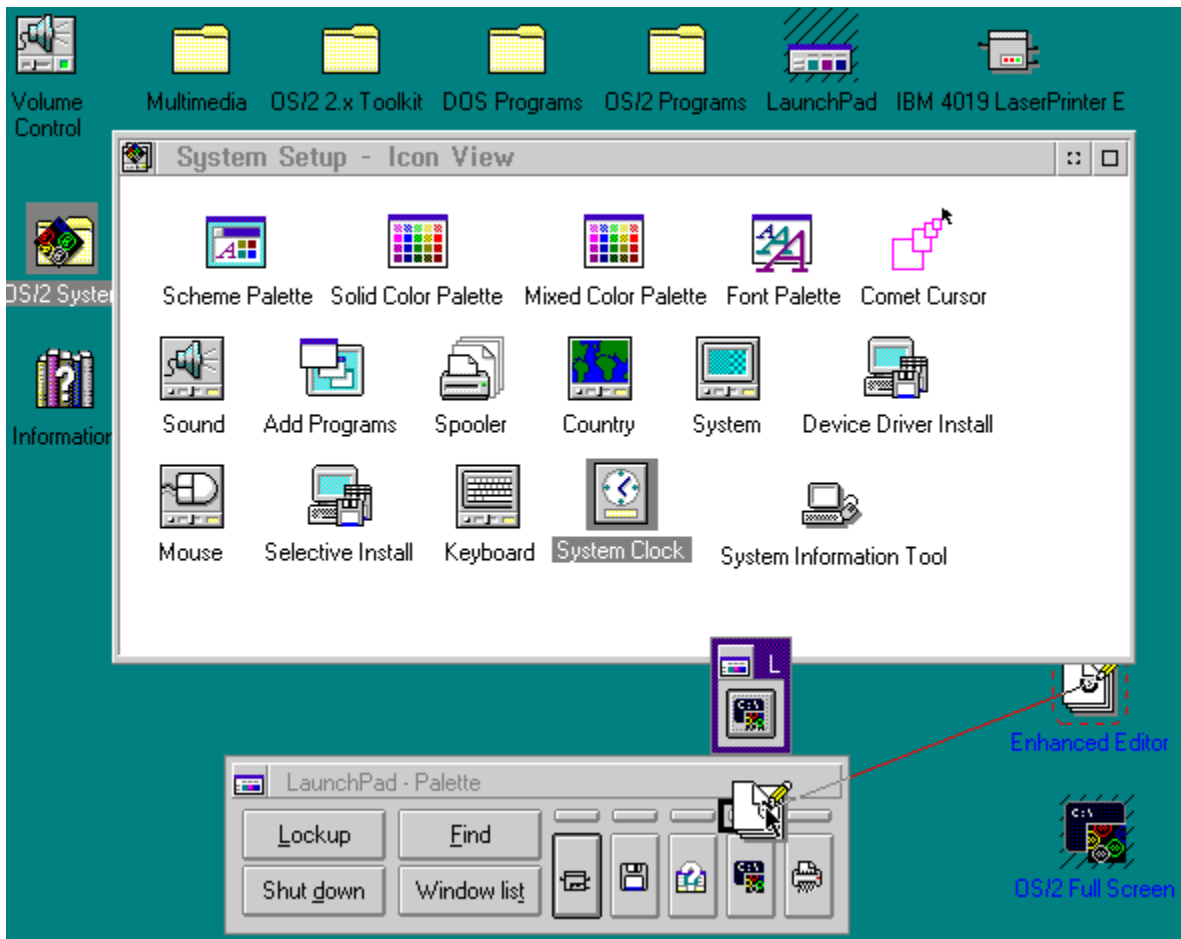 Volume
Control
Multimedia
OS/2 2.x Toolkit
DOS Programs
OS/2 Programs
LaunchPad
IBM 4019 LaserPrinter E
System Setup - Icon View
OS/2 Syste
Information
Scheme Palette
Solid Color Palette
Mixed Color Palette
Font Palette
Comet Cursor
Sound
Add Programs
Spooler
Country
System
Device Driver Install
Mouse
Selective Install
Keyboard
System Clock
System Information Tool
L
C:\
Enhanced Editor
LaunchPad - Palette
Lockup
Find
Shut down
Window list
C:\
OS/2 Full Screen